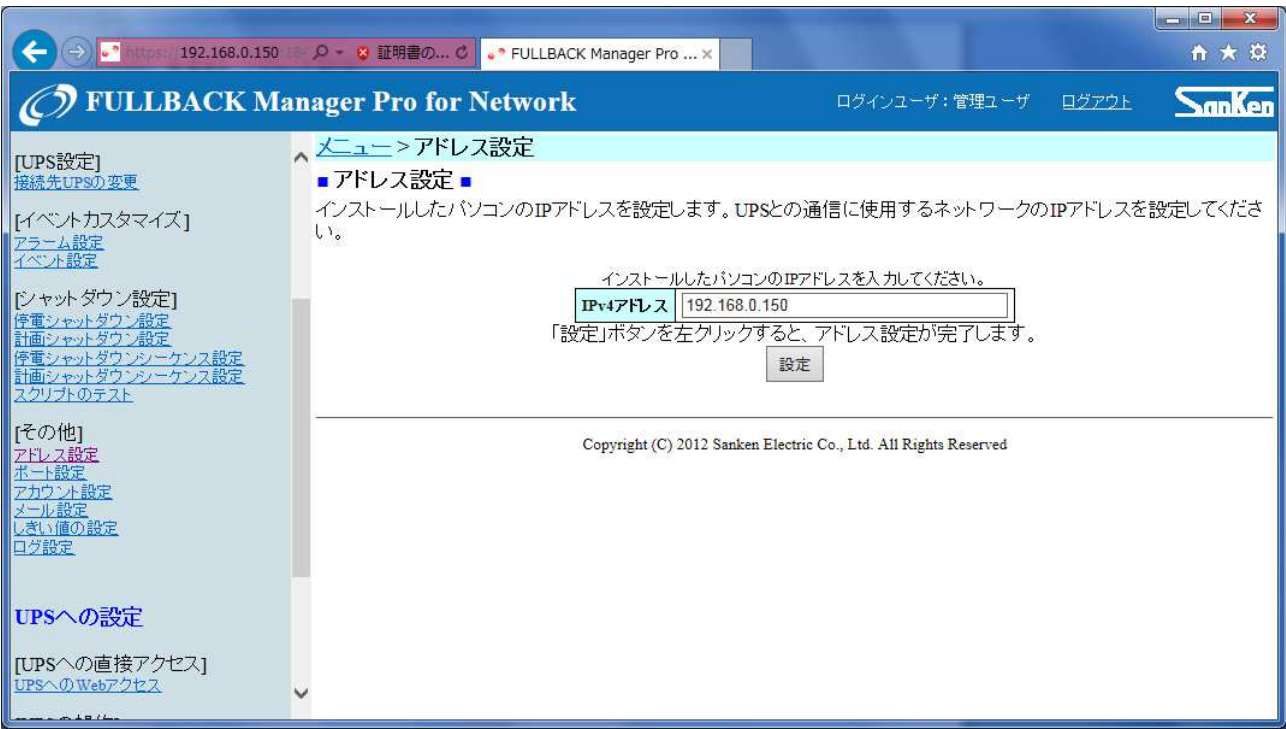 https://192.168.0.150
証明書の...
FULLBACK Manager Pro ...
FULLBACK Manager Pro for Network
ログインユーザ：管理ユーザ
ログアウト
SanKen
[UPS設定]
接続先UPSの変更
[イベントカスタマイズ]
アラーム設定
イベント設定
[シャットダウン設定]
停電シャットダウン設定
計画シャットダウン設定
停電シャットダウンシーケンス設定
計画シャットダウンシーケンス設定
スクリプトのテスト
[その他]
アドレス設定
ポート設定
アカウント設定
メール設定
しきい値の設定
ログ設定
UPSへの設定
[UPSへの直接アクセス]
UPSへのWebアクセス
メニュー > アドレス設定
■ アドレス設定 ■
インストールしたパソコンのIPアドレスを設定します。UPSとの通信に使用するネットワークのIPアドレスを設定してくださ
い。
インストールしたパソコンのIPアドレスを入力してください。
IPv4アドレス 192.168.0.150
「設定」ボタンを左クリックすると、アドレス設定が完了します。
設定
Copyright (C) 2012 Sanken Electric Co., Ltd. All Rights Reserved